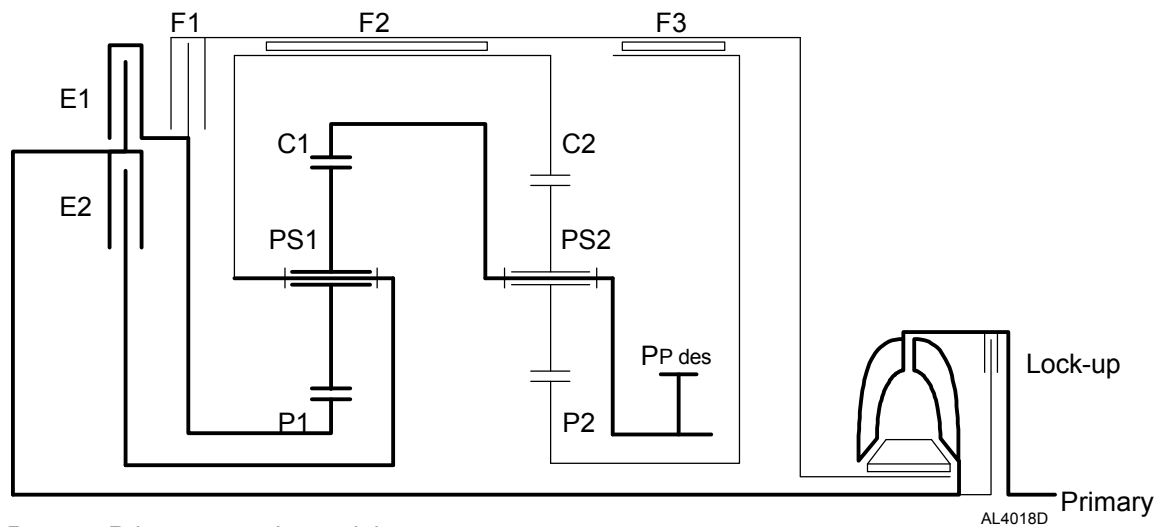 F1
F2
F3
E1
C1
C2
E2
PS1
PS2
PP des
Lock-up
P1
P2
Primary
AL4018D